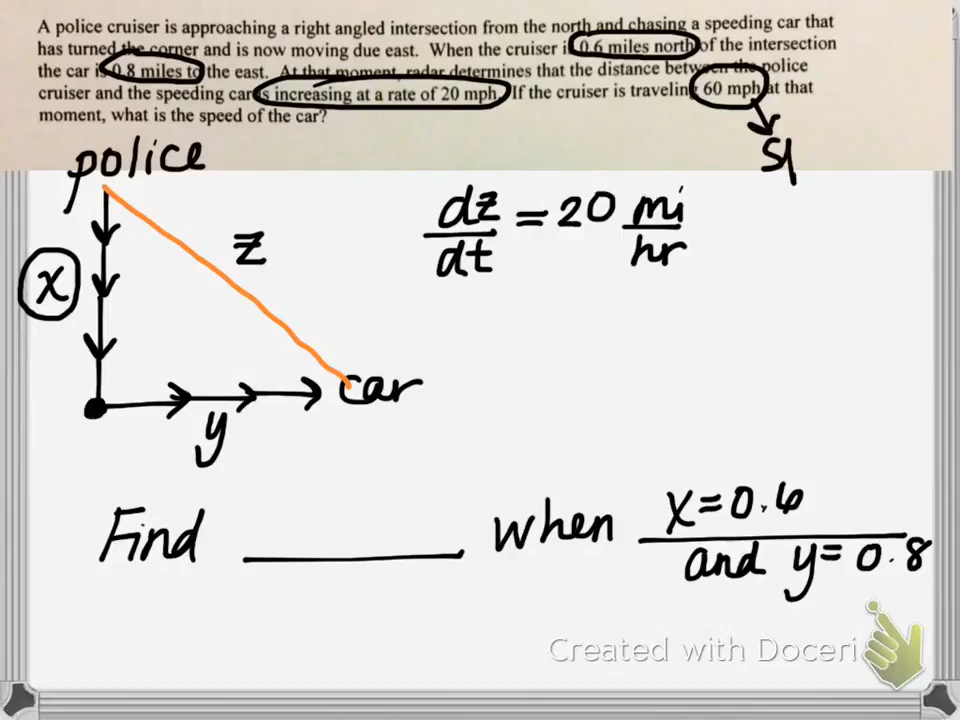 A police cruiser is approaching a right angled intersection from the north and chasing a speeding car that
has turned the corner and is now moving due east. When the cruiser is 0.6 miles north of the intersection
the car is 0.8 miles to the east. At that moment, radar determines that the distance between the police
cruiser and the speeding car is increasing at a rate of 20 mph. If the cruiser is traveling 60 mph at that
moment, what is the speed of the car?
police
x
z
dz/dt = 20 mi/hr
car
y
Find ________ when x=0.6
and y=0.8
Created with Doceri